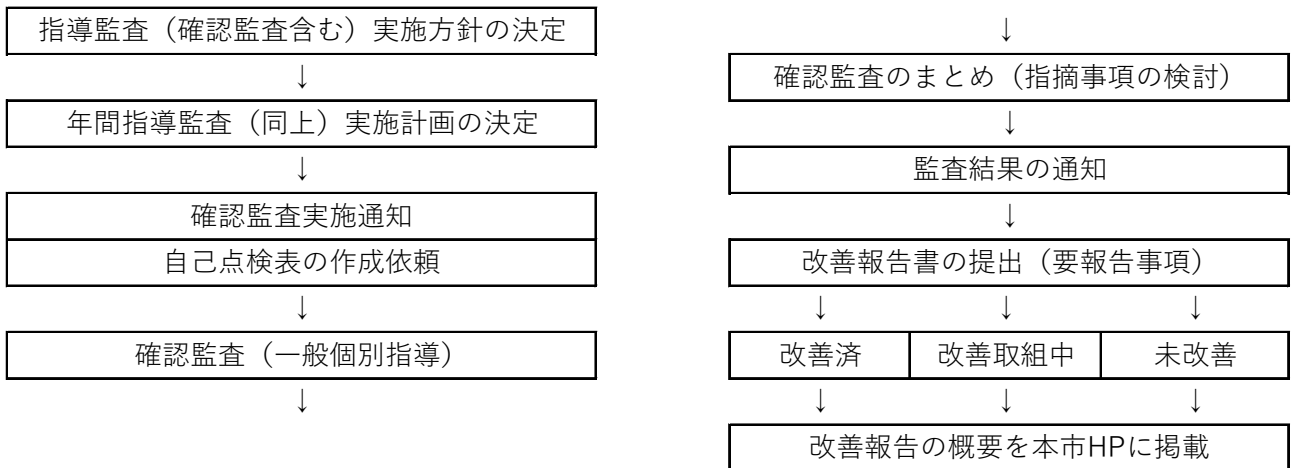 指導監査（確認監査含む）実施方針の決定
↓
年間指導監査（同上）実施計画の決定
↓
確認監査実施通知
自己点検表の作成依頼
↓
確認監査（一般個別指導）
↓
↓
確認監査のまとめ（指摘事項の検討）
↓
監査結果の通知
↓
改善報告書の提出（要報告事項）
↓ ↓ ↓
改善済 改善取組中 未改善
↓ ↓ ↓
改善報告の概要を本市HPに掲載